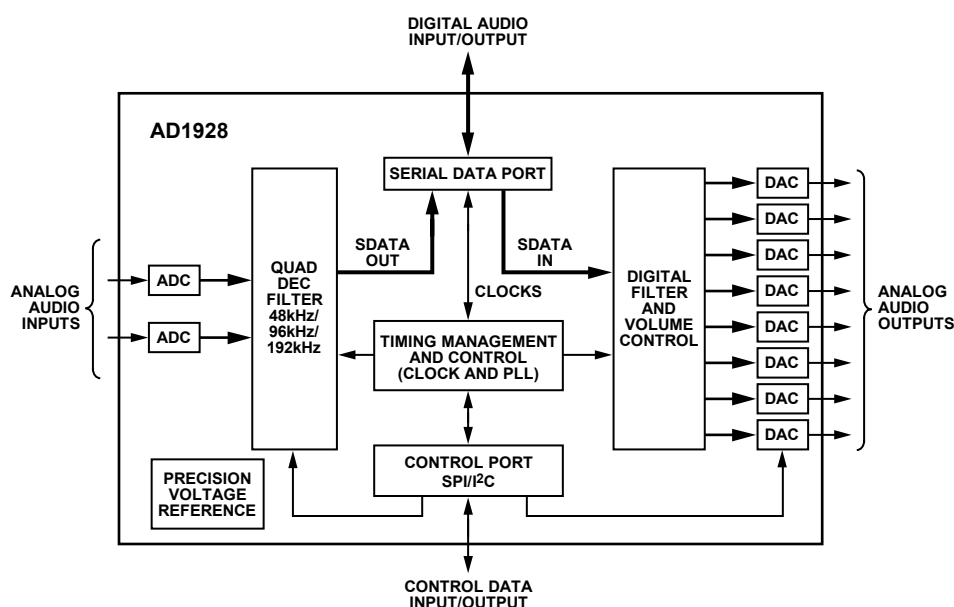 DIGITAL AUDIO
INPUT/OUTPUT
AD1928
SERIAL DATA PORT
SDATA
OUT
SDATA
IN
CLOCKS
ANALOG
AUDIO
INPUTS
ADC
ADC
QUAD
DEC
FILTER
48kHz/
96kHz/
192kHz
TIMING MANAGEMENT
AND CONTROL
(CLOCK AND PLL)
DIGITAL
FILTER
AND
VOLUME
CONTROL
DAC
DAC
DAC
DAC
DAC
DAC
DAC
DAC
ANALOG
AUDIO
OUTPUTS
CONTROL PORT
SPI/I²C
PRECISION
VOLTAGE
REFERENCE
CONTROL DATA
INPUT/OUTPUT